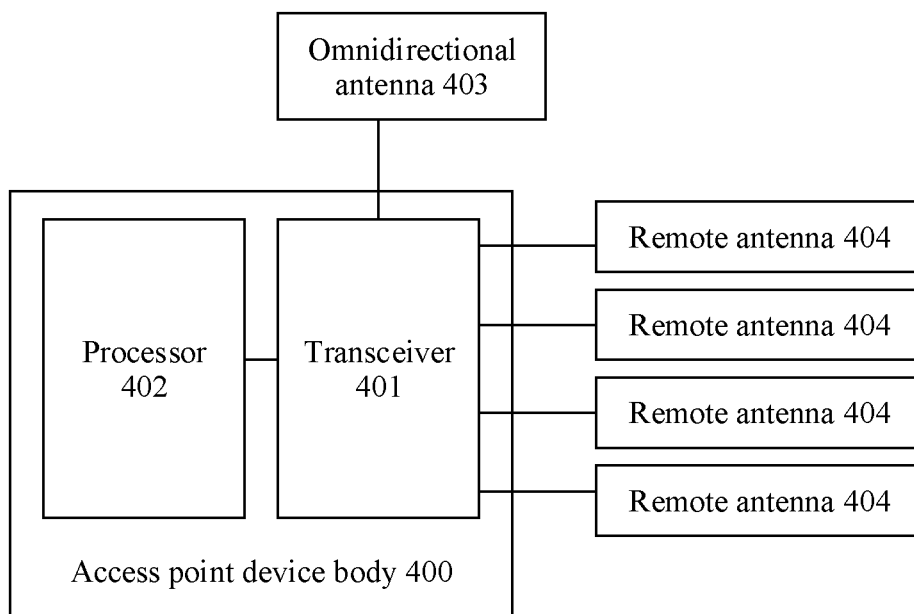 Omnidirectional
antenna 403
Processor
402
Transceiver
401
Remote antenna 404
Remote antenna 404
Remote antenna 404
Remote antenna 404
Access point device body 400